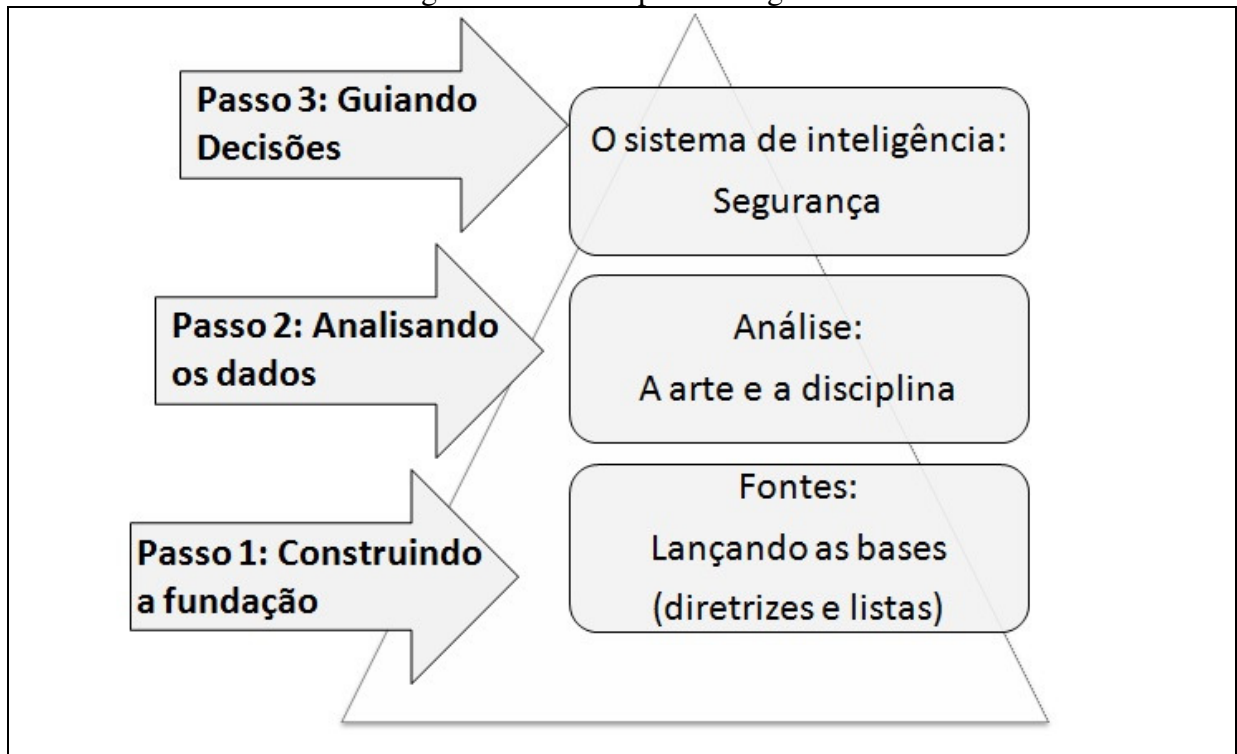 Passo 3: Guiando
Decisões
O sistema de inteligência:
Segurança
Passo 2: Analisando
os dados
Análise:
A arte e a disciplina
Passo 1: Construindo
a fundação
Fontes:
Lançando as bases
(diretrizes e listas)